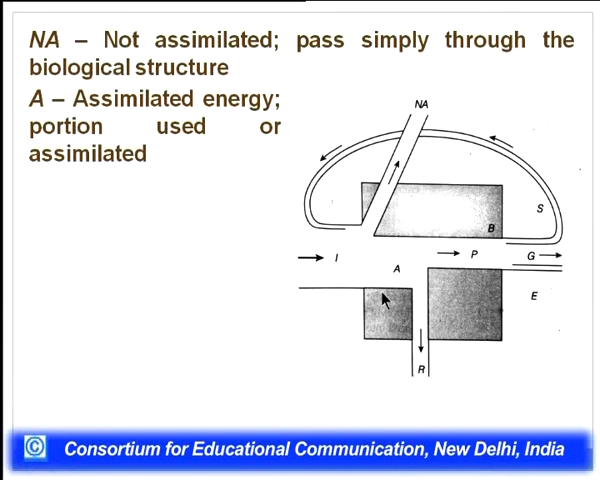 NA – Not assimilated; pass simply through the
biological structure
A – Assimilated energy;
portion used or
assimilated
NA
S
B
I
P
G
A
E
R
© Consortium for Educational Communication, New Delhi, India